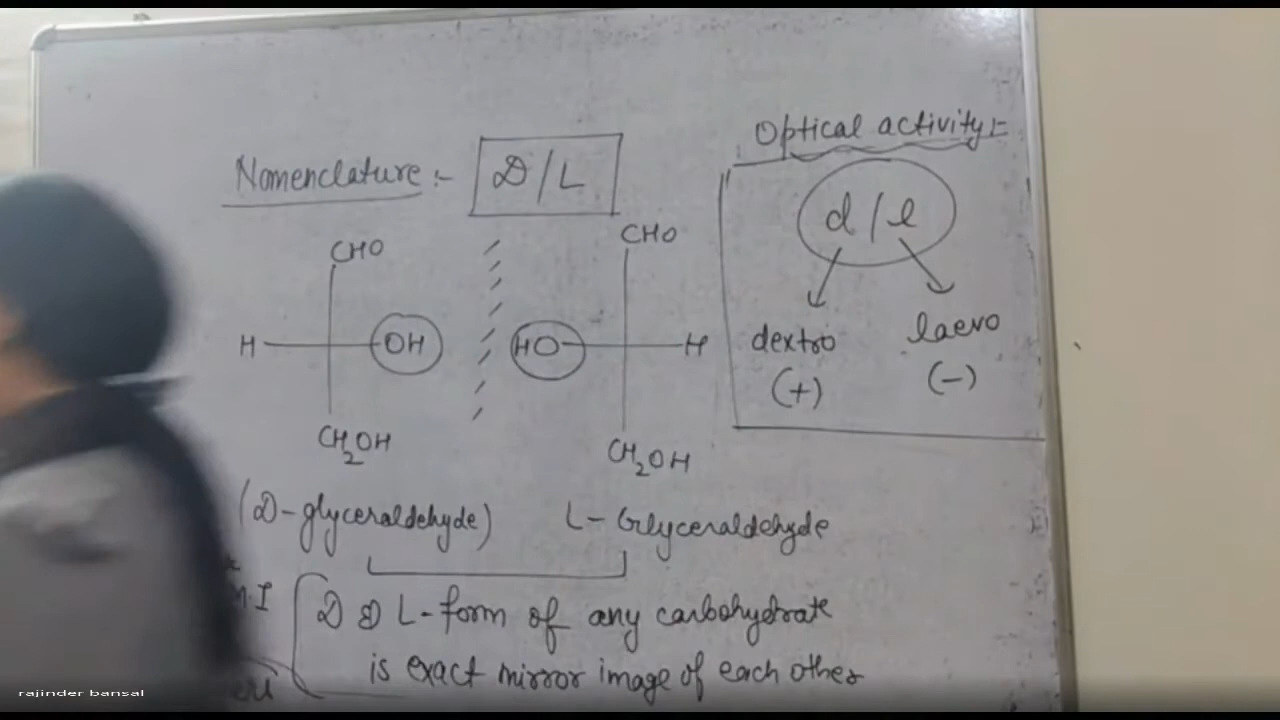 Optical activity:-
Nomenclature :- D/L
d/l
CHO
CHO
H OH
HO H
dextro
laevo
(+)
(-)
CH2OH
CH2OH
(D-glyceraldehyde)
L-Glyceraldehyde
D & L-form of any carbohydrate
is exact mirror image of each other
rajinder bansal